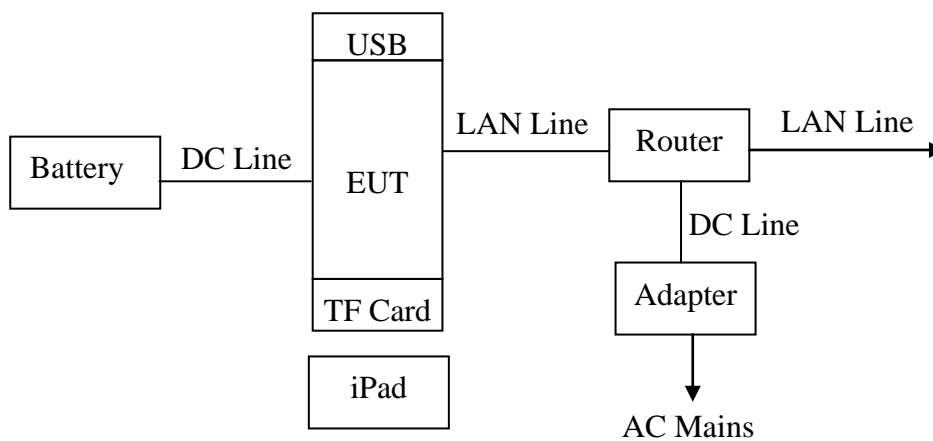 USB
LAN Line
LAN Line
Router
Battery
DC Line
EUT
DC Line
Adapter
TF Card
iPad
AC Mains